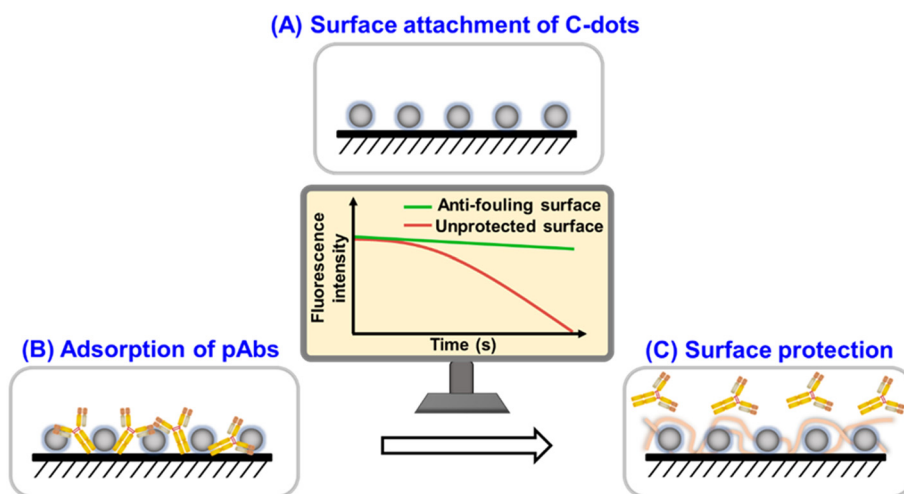 (A) Surface attachment of C-dots
Anti-fouling surface
Unprotected surface
Fluorescence
intensity
Time (s)
(B) Adsorption of pAbs
(C) Surface protection